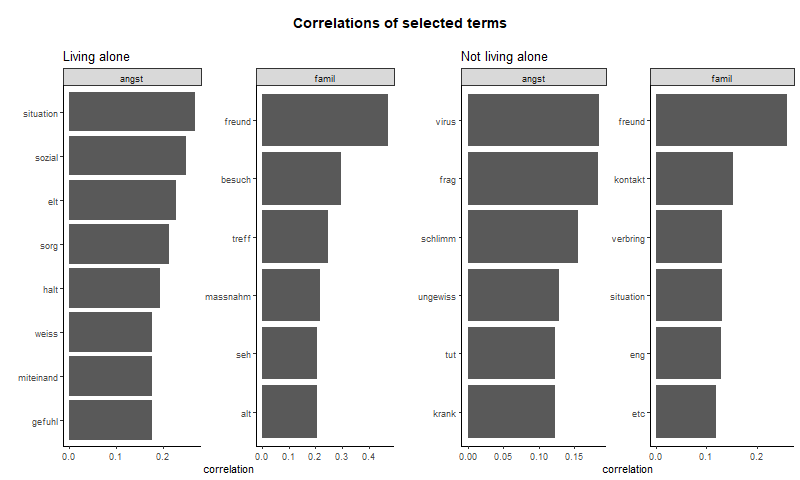 Correlations of selected terms
Living alone
angst
situation
sozial
elt
sorg
halt
weiss
miteinand
gefuhl
0.0 0.1 0.2
famil
freund
besuch
treff
massnahm
seh
alt
0.0 0.1 0.2 0.3 0.4
correlation
Not living alone
angst
virus
frag
schlimm
ungewiss
tut
krank
0.00 0.05 0.10 0.15
famil
freund
kontakt
verbring
situation
eng
etc
0.0 0.1 0.2
correlation